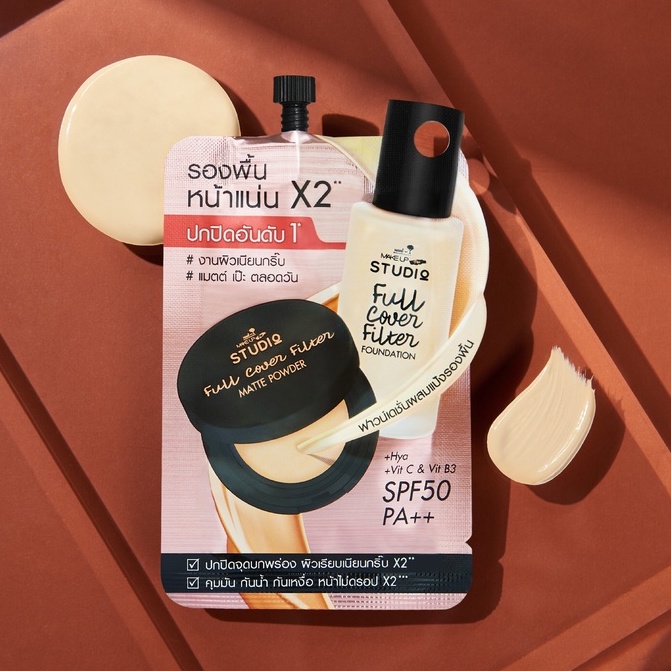 รองพื้น
หน้าแน่น X2**
ปกปิดอันดับ 1*
# งานผิวเนียนกริ๊บ
# แมตต์ เป๊ะ ตลอดวัน
MAKE UP
STUDIO
Full
Cover
Filter
FOUNDATION
MAKE UP
STUDIO
Full Cover Filter
MATTE POWDER
ฟาวน์เดชั่นผสมแป้งรองพื้น
+Hya
+Vit C & Vit B3
SPF50
PA++
ปกปิดจุดบกพร่อง ผิวเรียบเนียนกริ๊บ X2**
คุมมัน กันน้ำ กันเหงื่อ หน้าไม่ดรอป X2***